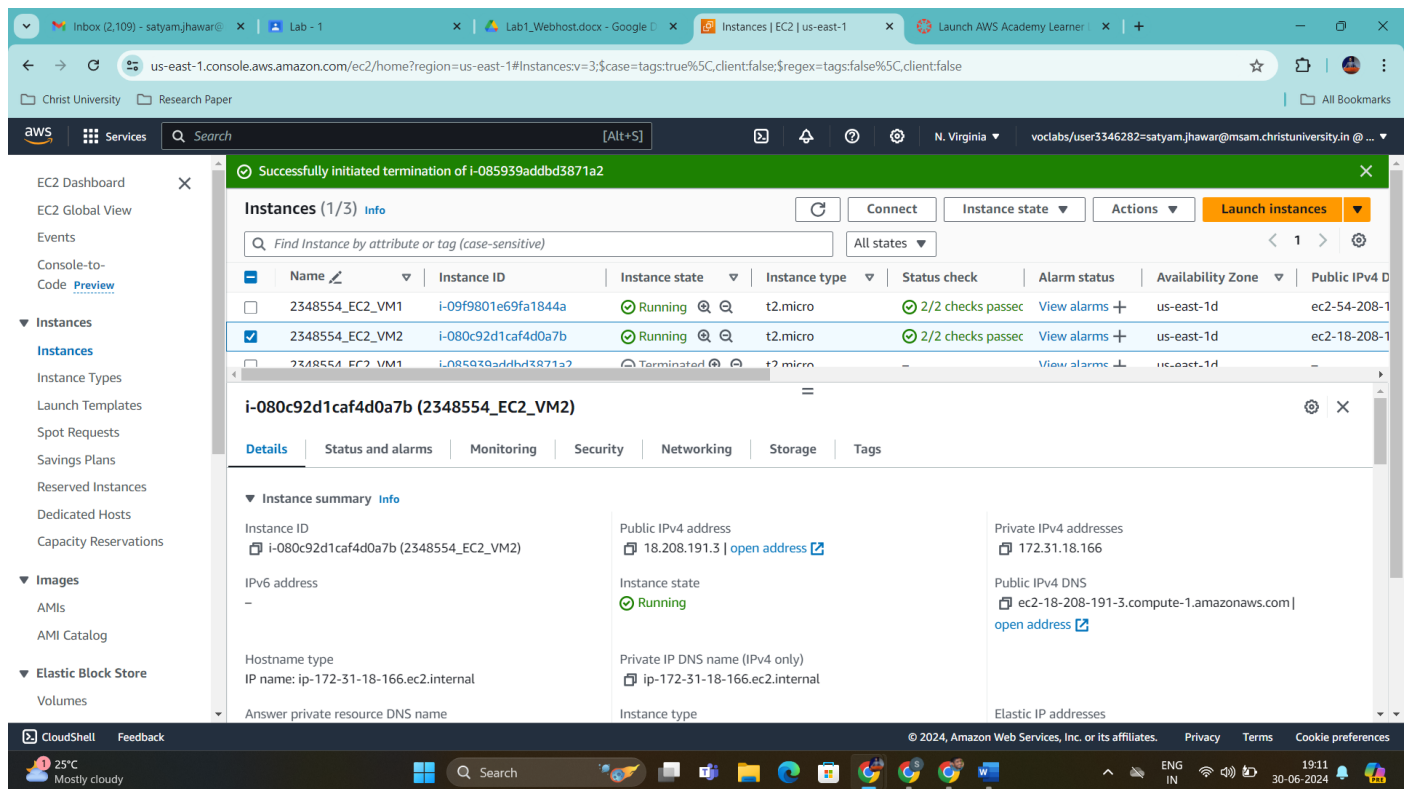 Inbox (2,109) - satyam.jhawar@
Lab - 1
Lab1_Webhost.docx - Google D
Instances | EC2 | us-east-1
Launch AWS Academy Learner
us-east-1.console.aws.amazon.com/ec2/home?region=us-east-1#Instances:v=3;$case=tags:true%5C,client:false;$regex=tags:false%5C,client:false
Christ University Research Paper All Bookmarks
aws Services Search [Alt+S] N. Virginia voclabs/user3346282=satyam.jhawar@msam.christuniversity.in @ ...
EC2 Dashboard
EC2 Global View
Events
Console-to-
Code Preview
Instances
Instances
Instance Types
Launch Templates
Spot Requests
Savings Plans
Reserved Instances
Dedicated Hosts
Capacity Reservations
Images
AMIs
AMI Catalog
Elastic Block Store
Volumes
Successfully initiated termination of i-085939addbd3871a2
Instances (1/3) Info Connect Instance state Actions Launch instances
Find Instance by attribute or tag (case-sensitive) All states 1
Name Instance ID Instance state Instance type Status check Alarm status Availability Zone Public IPv4 D
2348554_EC2_VM1 i-09f9801e69fa1844a Running t2.micro 2/2 checks passec View alarms us-east-1d ec2-54-208-1
2348554_EC2_VM2 i-080c92d1caf4d0a7b Running t2.micro 2/2 checks passec View alarms us-east-1d ec2-18-208-1
2348554_EC2_VM1 i-085939addbd3871a2 Terminated t2.micro – View alarms us-east-1d –
i-080c92d1caf4d0a7b (2348554_EC2_VM2)
Details Status and alarms Monitoring Security Networking Storage Tags
Instance summary Info
Instance ID Public IPv4 address Private IPv4 addresses
i-080c92d1caf4d0a7b (2348554_EC2_VM2) 18.208.191.3 | open address 172.31.18.166
IPv6 address Instance state Public IPv4 DNS
– Running ec2-18-208-191-3.compute-1.amazonaws.com |
open address
Hostname type Private IP DNS name (IPv4 only)
IP name: ip-172-31-18-166.ec2.internal ip-172-31-18-166.ec2.internal
Answer private resource DNS name Instance type Elastic IP addresses
CloudShell Feedback © 2024, Amazon Web Services, Inc. or its affiliates. Privacy Terms Cookie preferences
1 25°C
Mostly cloudy
Search
ENG
IN
19:11
30-06-2024
PRE